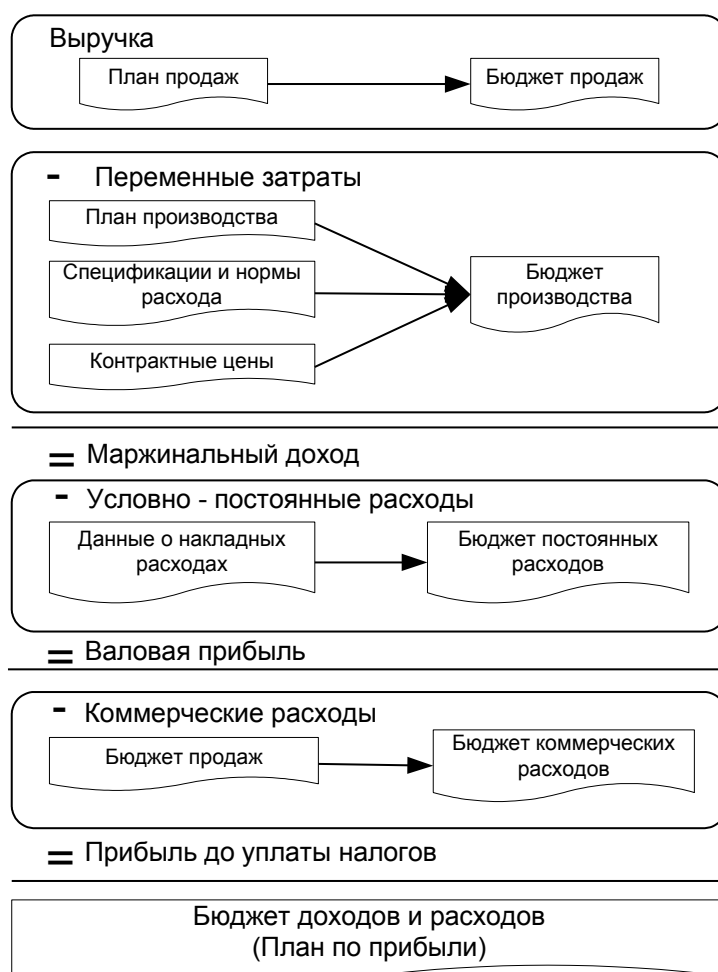 Выручка
План продаж
Бюджет продаж
- Переменные затраты
План производства
Спецификации и нормы
расхода
Контрактные цены
Бюджет
производства
= Маржинальный доход
- Условно - постоянные расходы
Данные о накладных
расходах
Бюджет постоянных
расходов
= Валовая прибыль
- Коммерческие расходы
Бюджет продаж
Бюджет коммерческих
расходов
= Прибыль до уплаты налогов
Бюджет доходов и расходов
(План по прибыли)